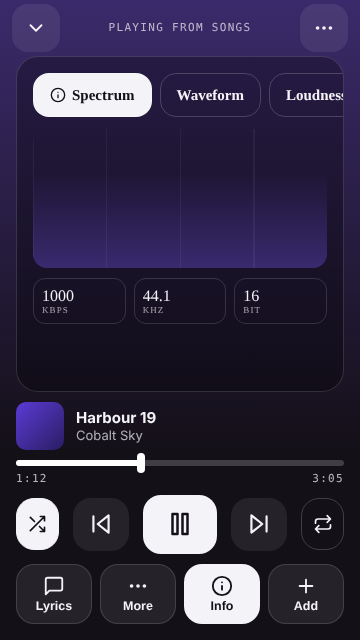 PLAYING FROM SONGS
Spectrum Waveform Loudness
1000 44.1 16
KBPS KHZ BIT
Harbour 19
Cobalt Sky
1:12 3:05
Lyrics More Info Add